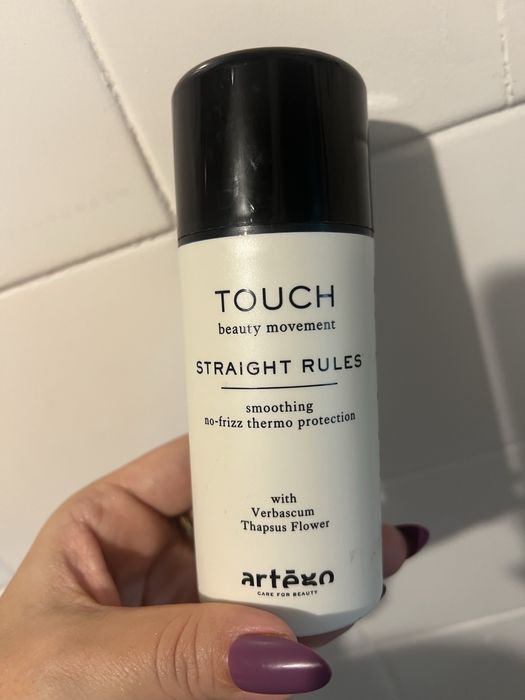 TOUCH
beauty movement
STRAIGHT RULES
smoothing
no-frizz thermo protection
with
Verbascum
Thapsus Flower
artègo
CARE FOR BEAUTY